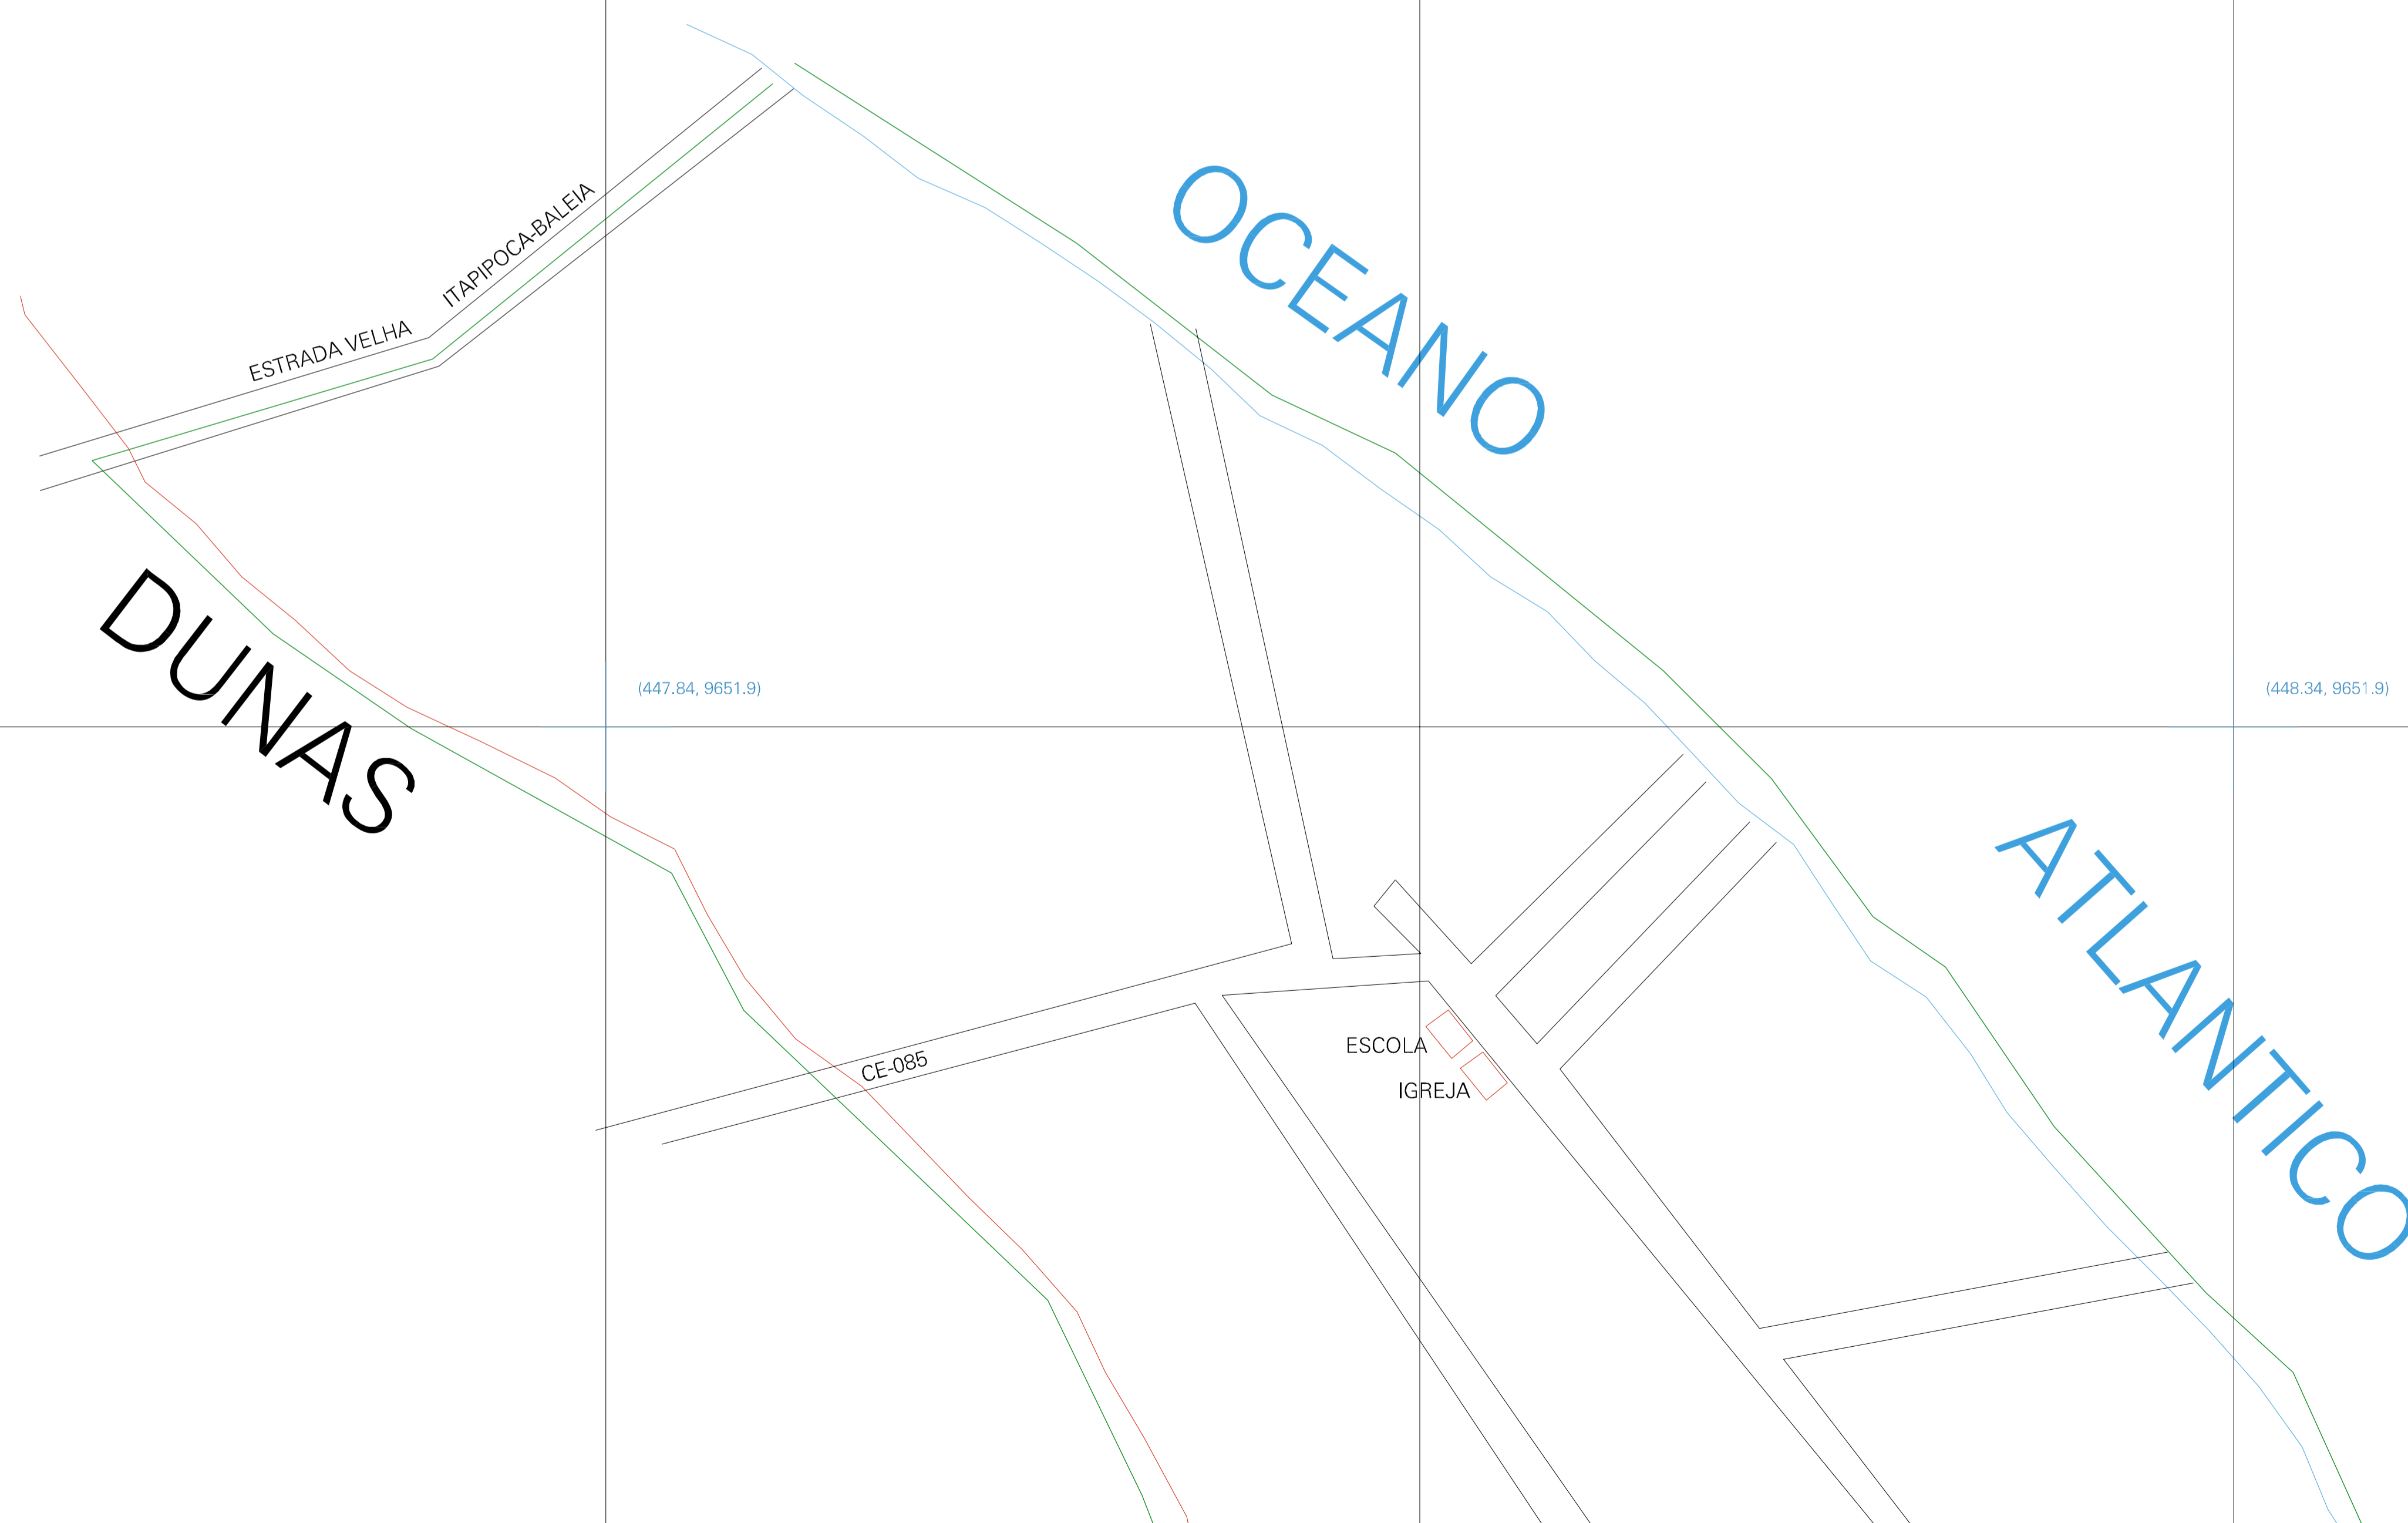 OCEANO
ITAPIPOCA-BALEIA
ESTRADA VELHA
DUNAS
(447.84, 9651.9)
(448.34, 9651.9)
ATLANTICO
ESCOLA
CE-085
IGREJA